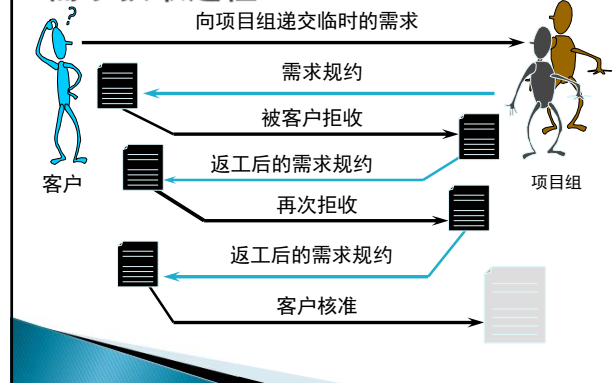 向项目组递交临时的需求
需求规约
被客户拒收
返工后的需求规约
客户
项目组
再次拒收
返工后的需求规约
客户核准